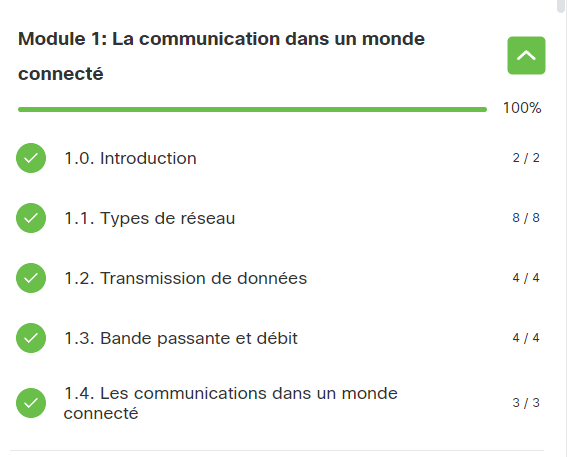 Module 1: La communication dans un monde
connecté
100%
1.0. Introduction 2 / 2
1.1. Types de réseau 8 / 8
1.2. Transmission de données 4 / 4
1.3. Bande passante et débit 4 / 4
1.4. Les communications dans un monde
connecté 3 / 3